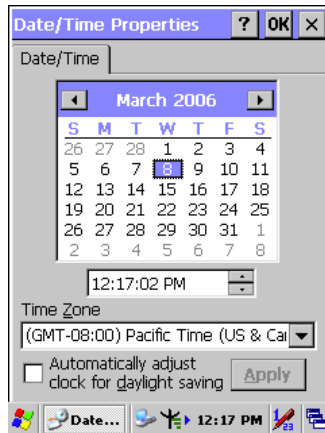 Date/Time Properties ? OK ×
Date/Time
March 2006
S M T W T F S
26 27 28 1 2 3 4
5 6 7 8 9 10 11
12 13 14 15 16 17 18
19 20 21 22 23 24 25
26 27 28 29 30 31 1
2 3 4 5 6 7 8
12:17:02 PM
Time Zone
(GMT-08:00) Pacific Time (US & Ca
Automatically adjust
clock for daylight saving Apply
Date... 12:17 PM